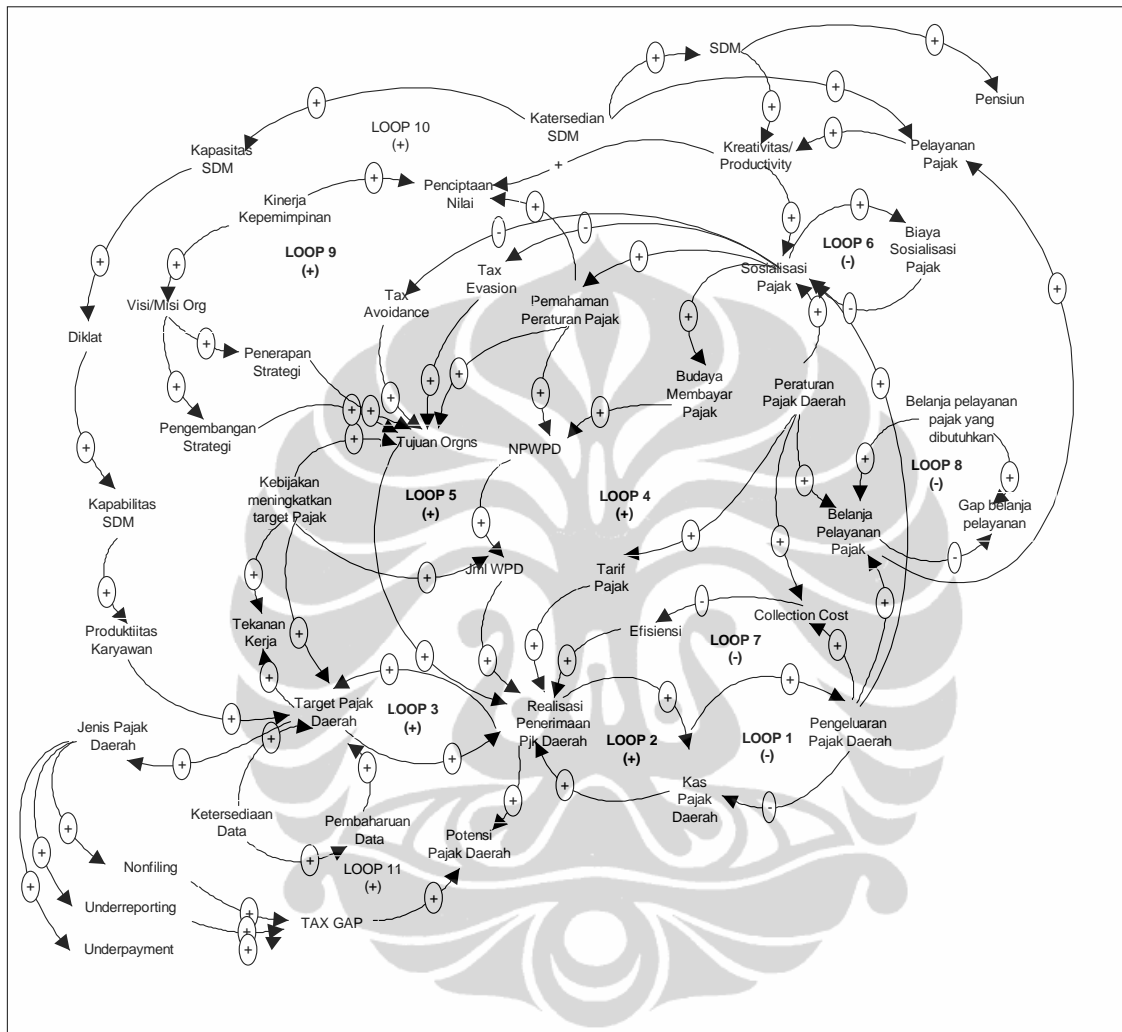 SDM
Pensiun
Katersedian
SDM
LOOP 10
(+)
Kapasitas
SDM
Kreativitas/
Productivity
Pelayanan
Pajak
Penciptaan
Nilai
Kinerja
Kepemimpinan
LOOP 9
(+)
Tax
Evasion
Tax
Avoidance
Pemahaman
Peraturan Pajak
Sosialisasi
Pajak
LOOP 6
(-)
Biaya
Sosialisasi
Pajak
Visi/Misi Org
Diklat
Penerapan
Strategi
Pengembangan
Strategi
Tujuan Orgns
NPWPD
Budaya
Membayar
Pajak
Peraturan
Pajak Daerah
Belanja pelayanan
pajak yang
dibutuhkan
LOOP 8
(-)
Gap belanja
pelayanan
Belanja
Pelayanan
Pajak
Kebijakan
meningkatkan
target Pajak
LOOP 5
(+)
LOOP 4
(+)
Kapabilitas
SDM
Jml WPD
Tarif
Pajak
Collection Cost
Efisiensi
LOOP 7
(-)
Produktiitas
Karyawan
Tekanan
Kerja
Target Pajak
Daerah
LOOP 3
(+)
Realisasi
Penerimaan
Pjk Daerah
LOOP 2
(+)
LOOP 1
(-)
Pengeluaran
Pajak Daerah
Jenis Pajak
Daerah
Kas
Pajak
Daerah
Ketersediaan
Data
Pembaharuan
Data
Potensi
Pajak Daerah
LOOP 11
(+)
Nonfiling
Underreporting
TAX GAP
Underpayment